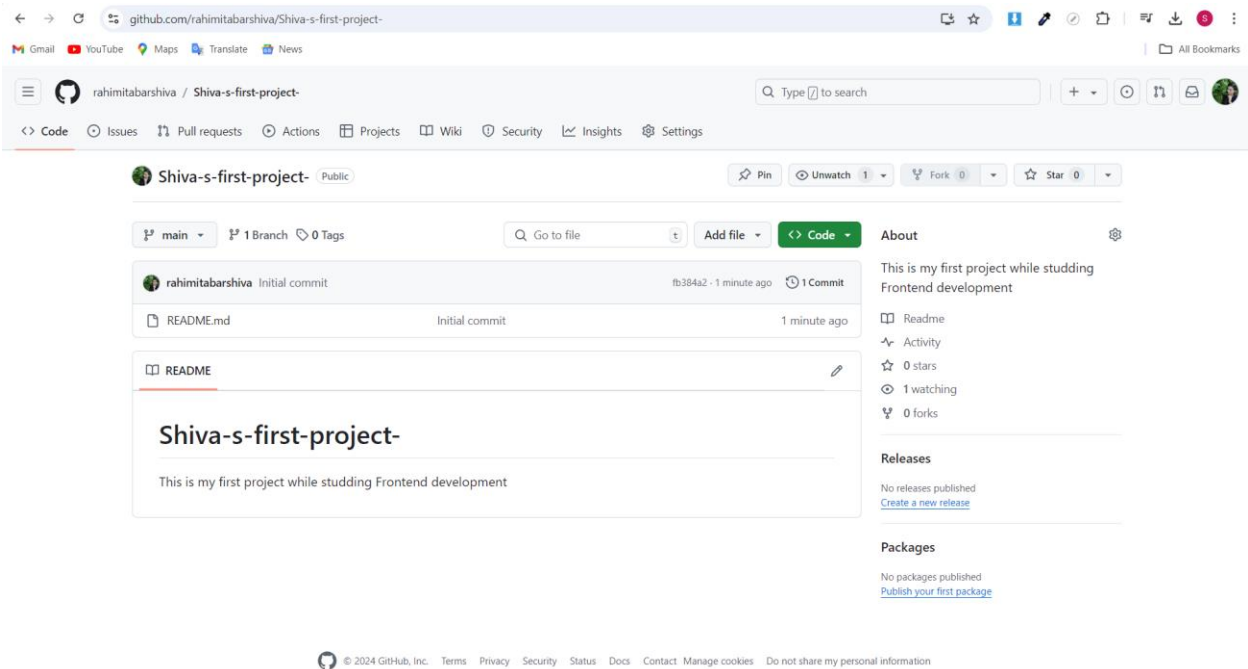 github.com/rahimitabarshiva/Shiva-s-first-project-
S
Gmail YouTube Maps Translate News All Bookmarks
rahimitabarshiva / Shiva-s-first-project- Type / to search
Code Issues Pull requests Actions Projects Wiki Security Insights Settings
Shiva-s-first-project- Public Pin Unwatch 1 Fork 0 Star 0
main 1 Branch 0 Tags Go to file t Add file Code
rahimitabarshiva Initial commit fb384a2 · 1 minute ago 1 Commit
README.md Initial commit 1 minute ago
README
Shiva-s-first-project-
This is my first project while studding Frontend development
About
This is my first project while studding
Frontend development
Readme
Activity
0 stars
1 watching
0 forks
Releases
No releases published
Create a new release
Packages
No packages published
Publish your first package
© 2024 GitHub, Inc. Terms Privacy Security Status Docs Contact Manage cookies Do not share my personal information